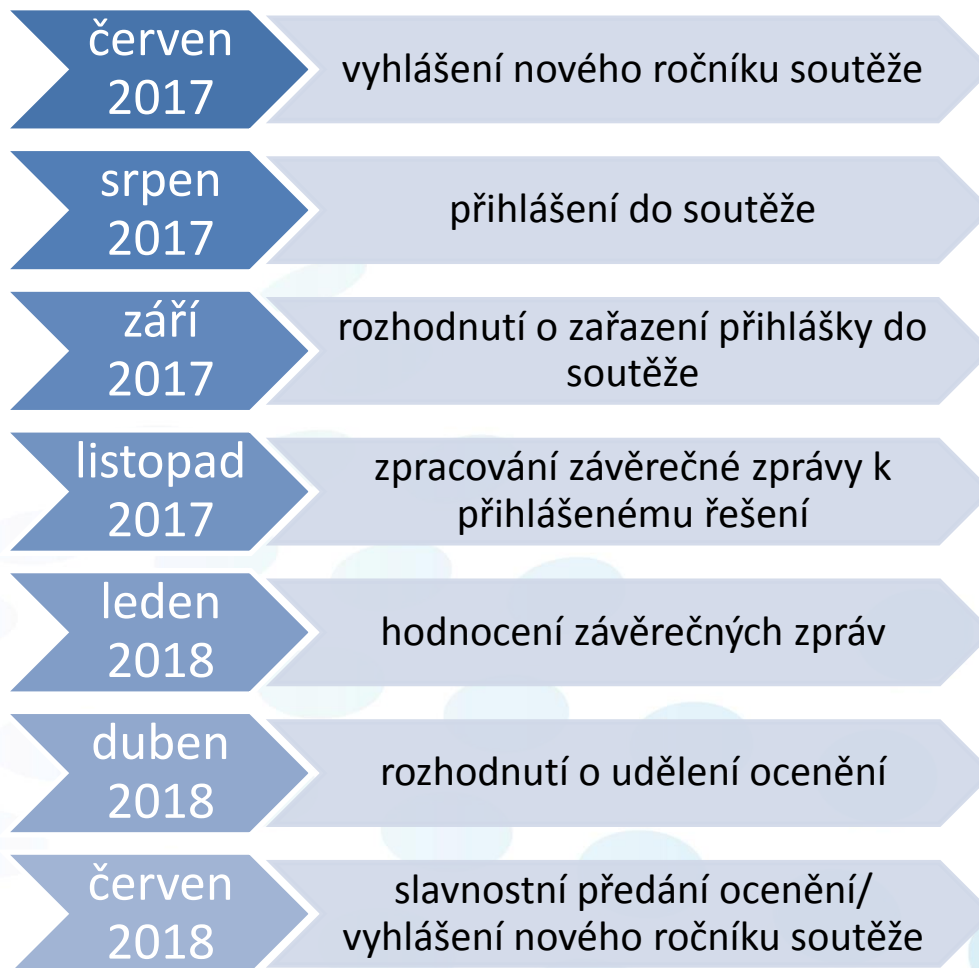 červen
2017
vyhlášení nového ročníku soutěže
srpen
2017
přihlášení do soutěže
září
2017
rozhodnutí o zařazení přihlášky do
soutěže
listopad
2017
zpracování závěrečné zprávy k
přihlášenému řešení
leden
2018
hodnocení závěrečných zpráv
duben
2018
rozhodnutí o udělení ocenění
červen
2018
slavnostní předání ocenění/
vyhlášení nového ročníku soutěže